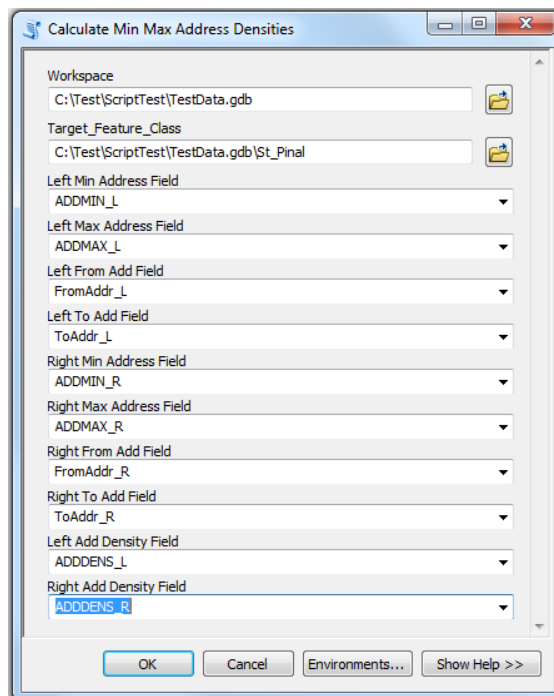 Calculate Min Max Address Densities
Workspace
C:\Test\ScriptTest\TestData.gdb
Target_Feature_Class
C:\Test\ScriptTest\TestData.gdb\St_Pinal
Left Min Address Field
ADDMIN_L
Left Max Address Field
ADDMAX_L
Left From Add Field
FromAddr_L
Left To Add Field
ToAddr_L
Right Min Address Field
ADDMIN_R
Right Max Address Field
ADDMAX_R
Right From Add Field
FromAddr_R
Right To Add Field
ToAddr_R
Left Add Density Field
ADDDENS_L
Right Add Density Field
ADDDENS_R
OK Cancel Environments... Show Help >>